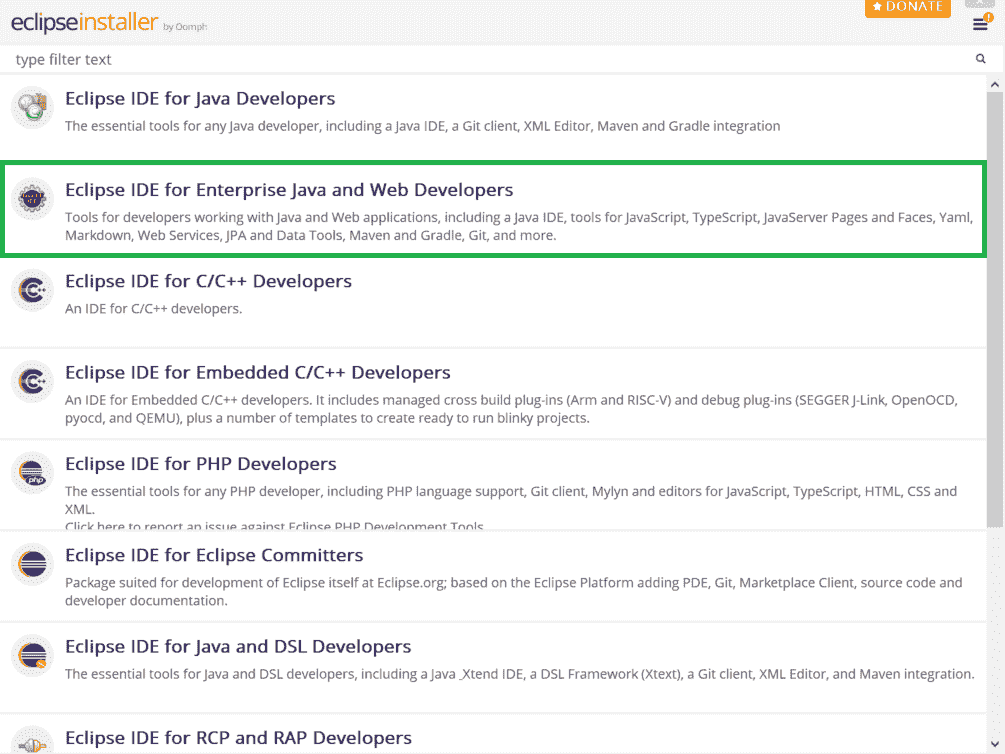 DONATE
eclipseinstaller by Oomph
type filter text
Eclipse IDE for Java Developers
The essential tools for any Java developer, including a Java IDE, a Git client, XML Editor, Maven and Gradle integration
Eclipse IDE for Enterprise Java and Web Developers
Tools for developers working with Java and Web applications, including a Java IDE, tools for JavaScript, TypeScript, JavaServer Pages and Faces, Yaml,
Markdown, Web Services, JPA and Data Tools, Maven and Gradle, Git, and more.
Eclipse IDE for C/C++ Developers
An IDE for C/C++ developers.
Eclipse IDE for Embedded C/C++ Developers
An IDE for Embedded C/C++ developers. It includes managed cross build plug-ins (Arm and RISC-V) and debug plug-ins (SEGGER J-Link, OpenOCD,
pyocd, and QEMU), plus a number of templates to create ready to run blinky projects.
php
Eclipse IDE for PHP Developers
The essential tools for any PHP developer, including PHP language support, Git client, Mylyn and editors for JavaScript, TypeScript, HTML, CSS and
XML.
Click here to report an issue against Eclipse PHP Development Tools
Eclipse IDE for Eclipse Committers
Package suited for development of Eclipse itself at Eclipse.org; based on the Eclipse Platform adding PDE, Git, Marketplace Client, source code and
developer documentation.
Eclipse IDE for Java and DSL Developers
The essential tools for Java and DSL developers, including a Java _Xtend IDE, a DSL Framework (Xtext), a Git client, XML Editor, and Maven integration.
Eclipse IDE for RCP and RAP Developers